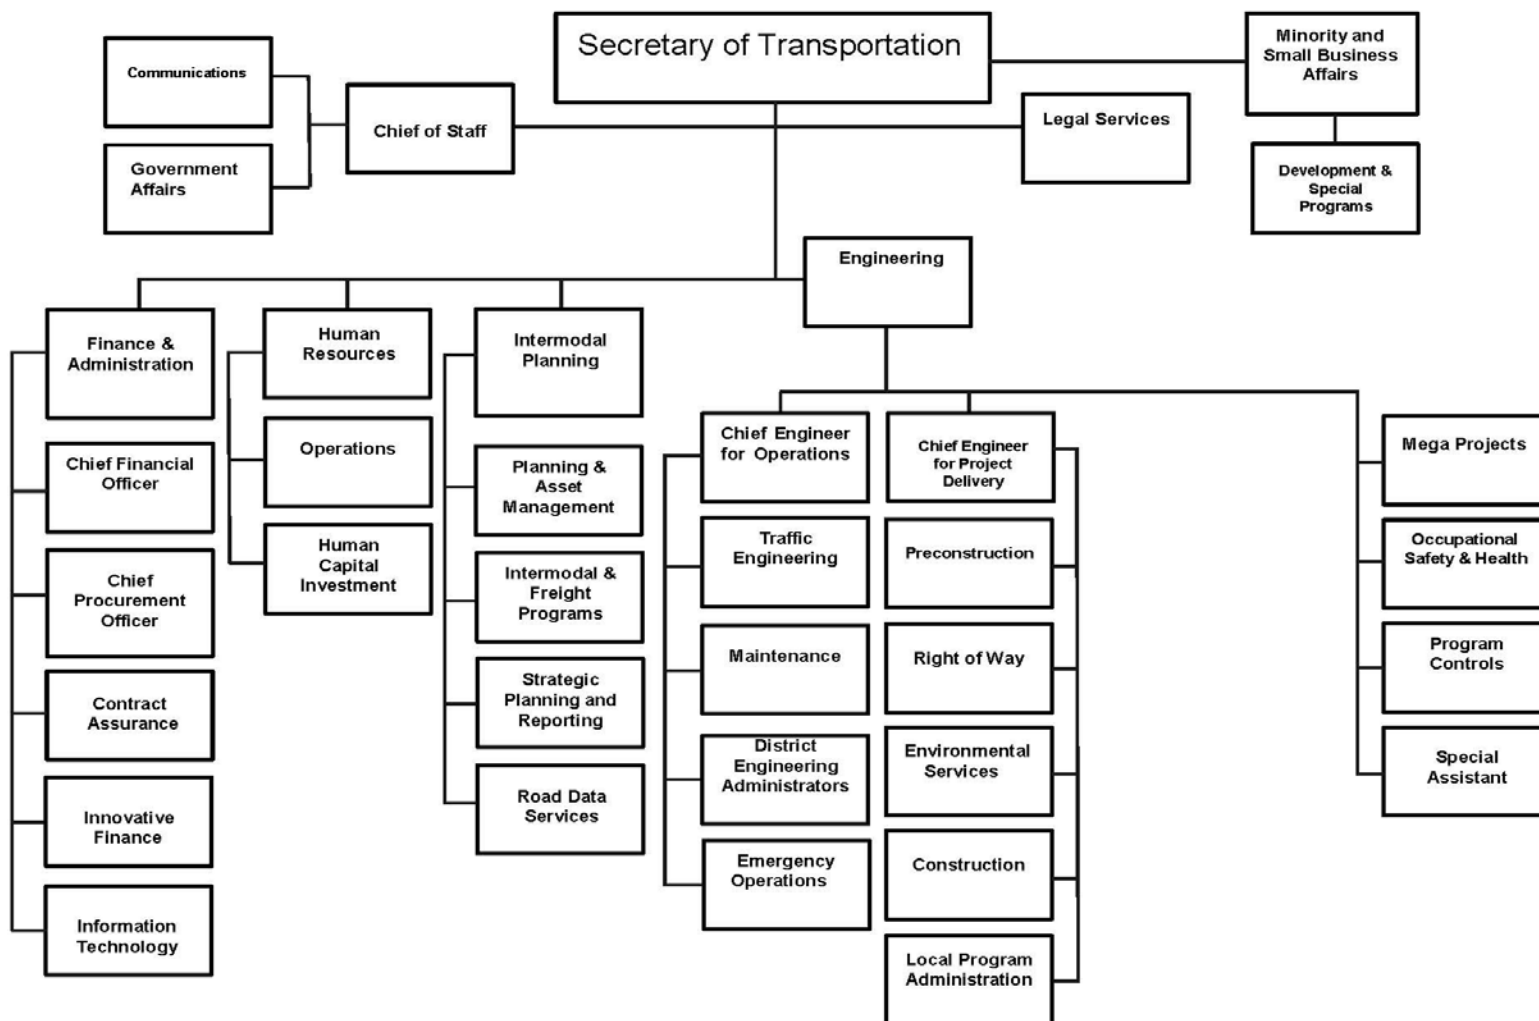 Secretary of Transportation
Minority and
Small Business
Affairs
Communications
Chief of Staff
Legal Services
Government
Affairs
Development &
Special
Programs
Engineering
Finance &
Administration
Chief Financial
Officer
Chief
Procurement
Officer
Contract
Assurance
Innovative
Finance
Information
Technology
Human
Resources
Operations
Human
Capital
Investment
Intermodal
Planning
Planning &
Asset
Management
Intermodal &
Freight
Programs
Strategic
Planning and
Reporting
Road Data
Services
Chief Engineer
for Operations
Traffic
Engineering
Maintenance
District
Engineering
Administrators
Emergency
Operations
Chief Engineer
for Project
Delivery
Preconstruction
Right of Way
Environmental
Services
Construction
Local Program
Administration
Mega Projects
Occupational
Safety & Health
Program
Controls
Special
Assistant